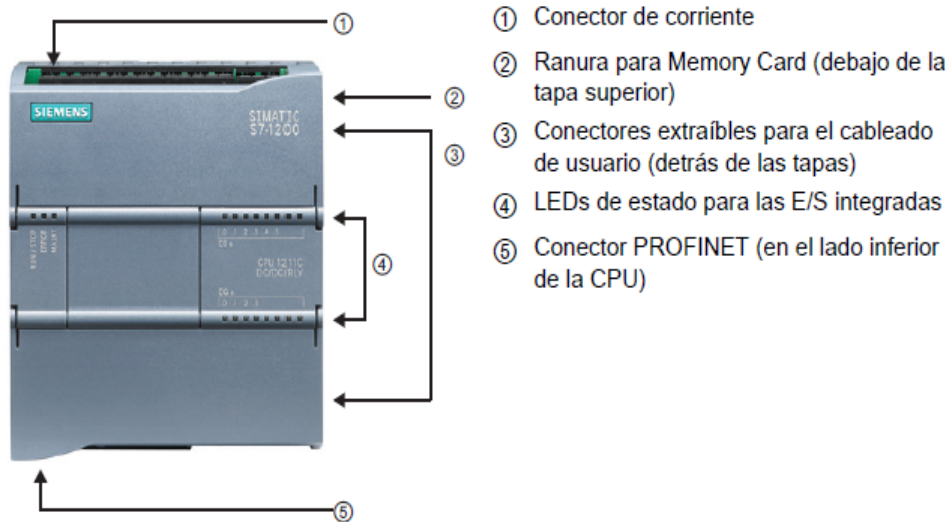 ①
②
③
④
⑤
SIEMENS
SIMATIC
S7-1200
RUN / STOP
ERROR
MAINT
CPU 1211C
DC/DC/RLY
① Conector de corriente
② Ranura para Memory Card (debajo de la
tapa superior)
③ Conectores extraíbles para el cableado
de usuario (detrás de las tapas)
④ LEDs de estado para las E/S integradas
⑤ Conector PROFINET (en el lado inferior
de la CPU)